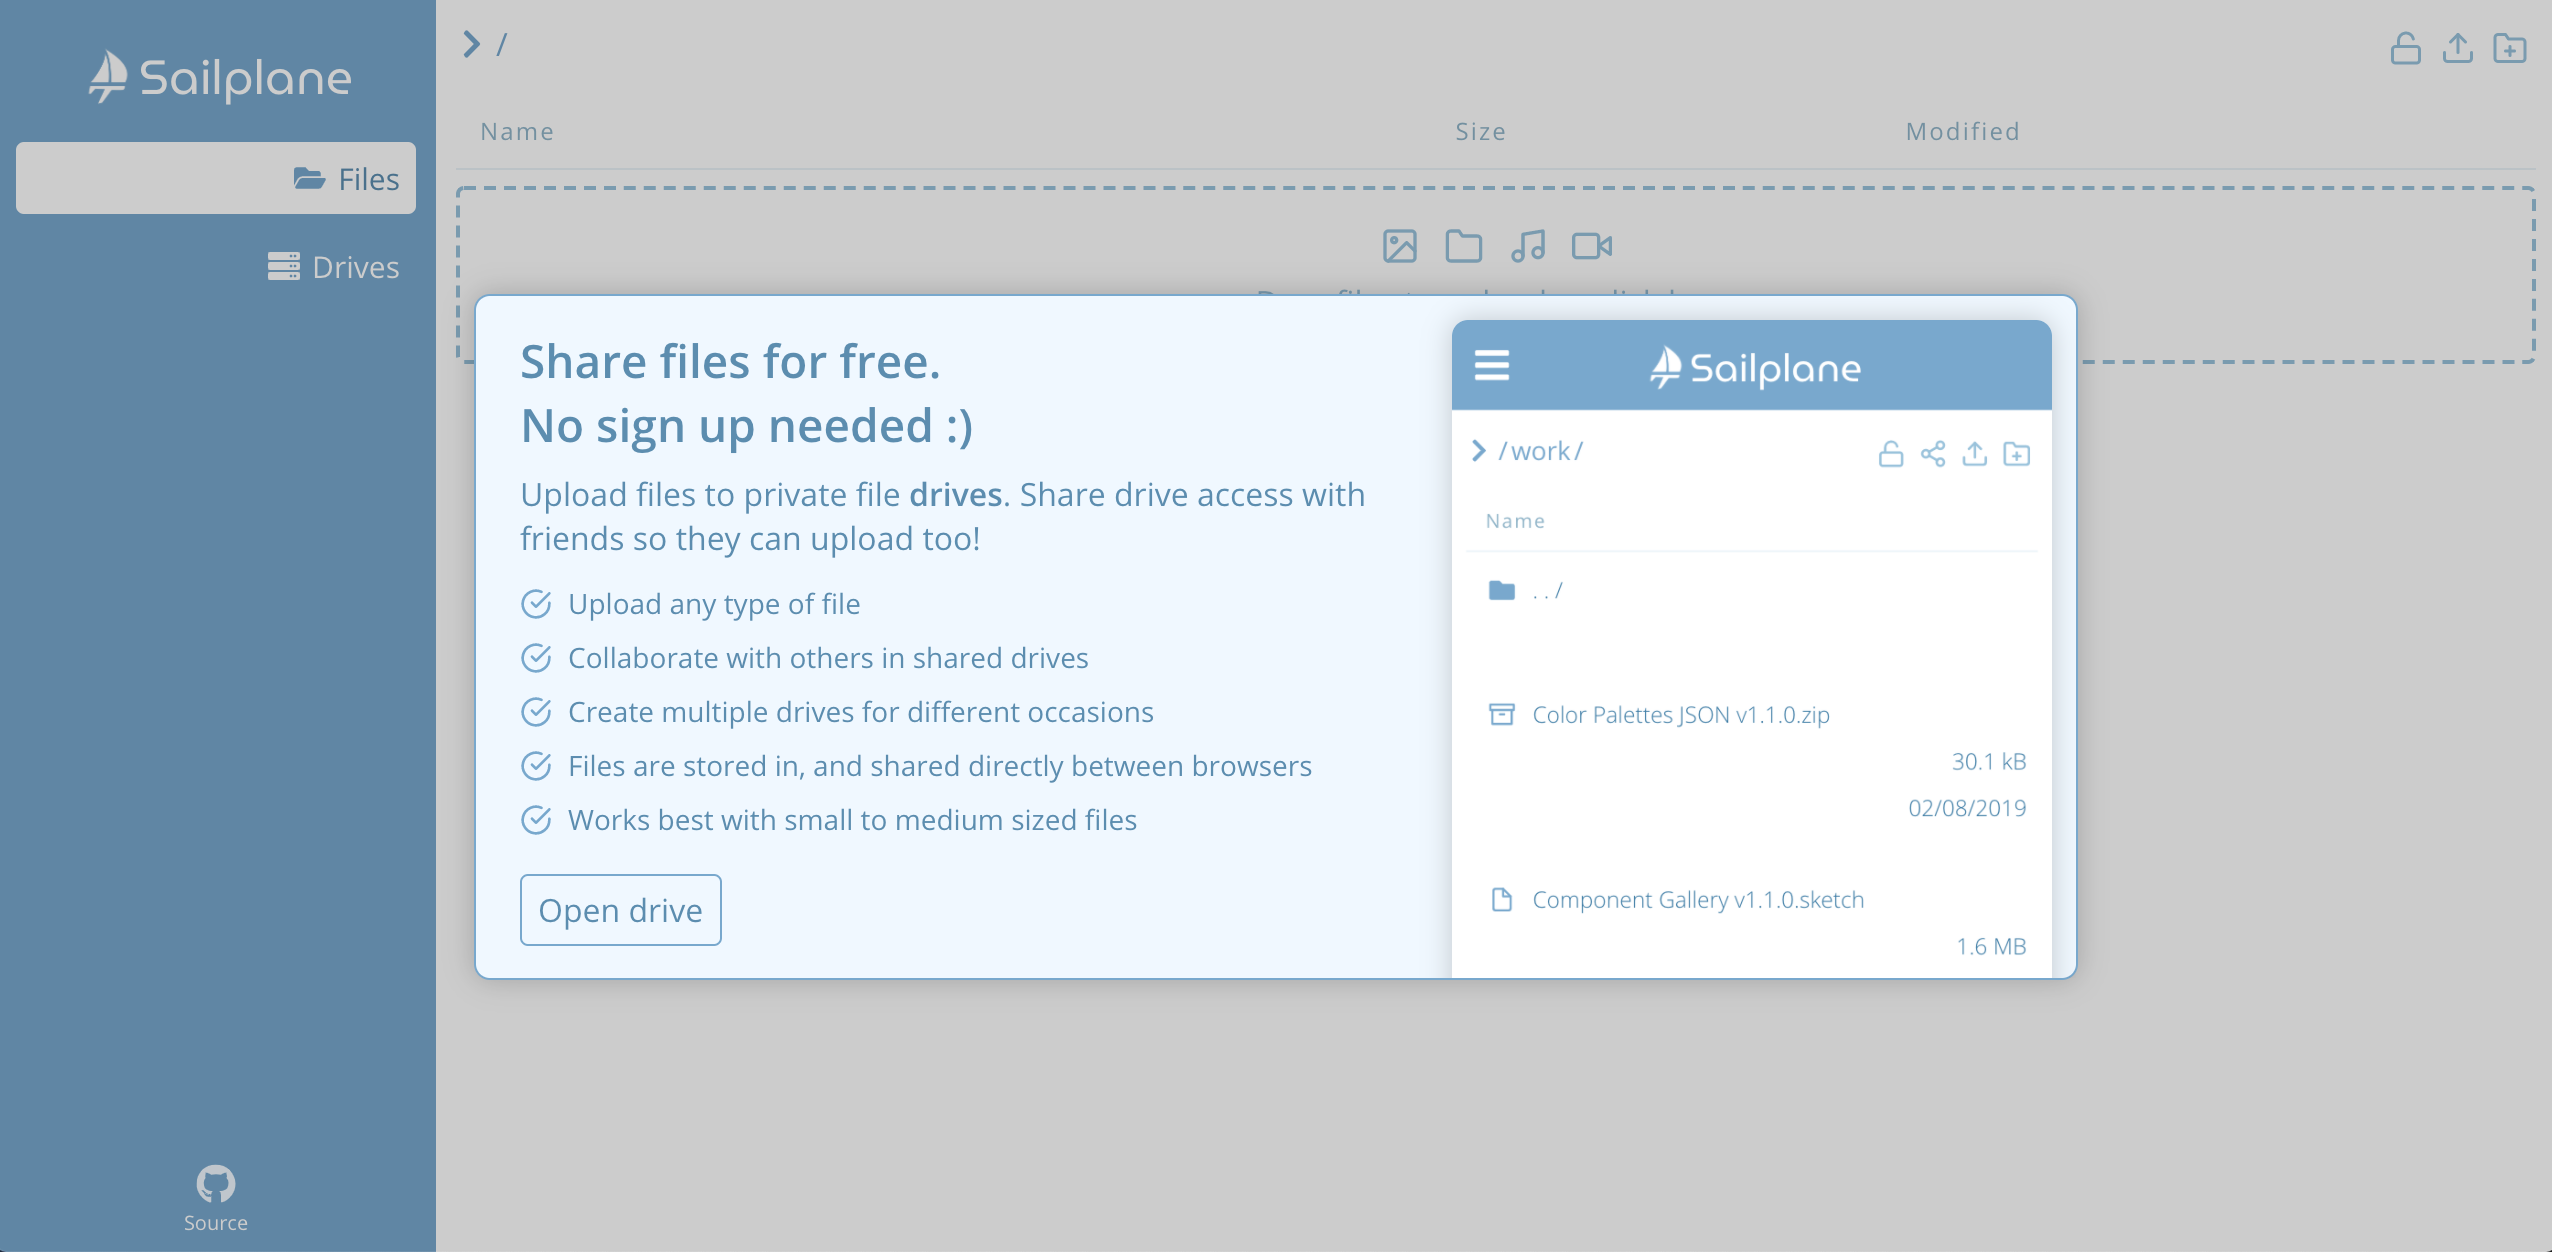 Sailplane
Files
Drives
Source
/
Name Size Modified
Share files for free.
No sign up needed :)
Upload files to private file drives. Share drive access with
friends so they can upload too!
Upload any type of file
Collaborate with others in shared drives
Create multiple drives for different occasions
Files are stored in, and shared directly between browsers
Works best with small to medium sized files
Open drive
Sailplane
/work/
Name
../
Color Palettes JSON v1.1.0.zip
30.1 kB
02/08/2019
Component Gallery v1.1.0.sketch
1.6 MB